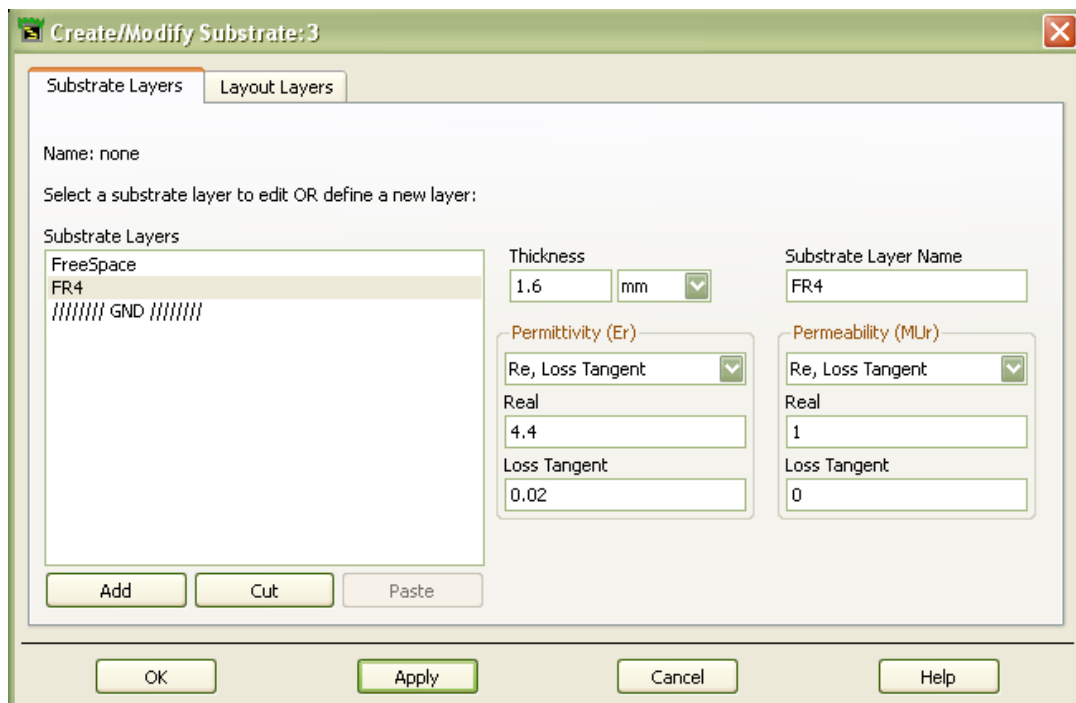 Create/Modify Substrate:3
Substrate Layers
Layout Layers
Name: none
Select a substrate layer to edit OR define a new layer:
Substrate Layers
FreeSpace
FR4
//////// GND ////////
Thickness
1.6 mm
Substrate Layer Name
FR4
Permittivity (Er)
Re, Loss Tangent
Real
4.4
Loss Tangent
0.02
Permeability (MUr)
Re, Loss Tangent
Real
1
Loss Tangent
0
Add
Cut
Paste
OK
Apply
Cancel
Help